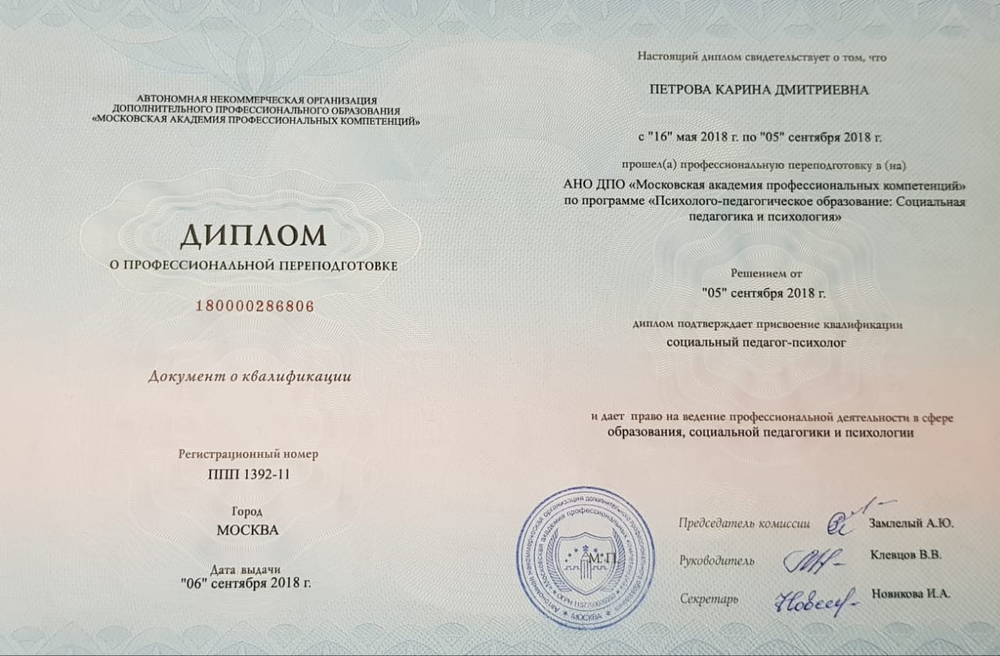 АВТОНОМНАЯ НЕКОММЕРЧЕСКАЯ ОРГАНИЗАЦИЯ
ДОПОЛНИТЕЛЬНОГО ПРОФЕССИОНАЛЬНОГО ОБРАЗОВАНИЯ
«МОСКОВСКАЯ АКАДЕМИЯ ПРОФЕССИОНАЛЬНЫХ КОМПЕТЕНЦИЙ»
ДИПЛОМ
О ПРОФЕССИОНАЛЬНОЙ ПЕРЕПОДГОТОВКЕ
180000286806
Документ о квалификации
Регистрационный номер
ППП 1392-11
Город
МОСКВА
Дата выдачи
"06" сентября 2018 г.
Настоящий диплом свидетельствует о том, что
ПЕТРОВА КАРИНА ДМИТРИЕВНА
с "16" мая 2018 г. по "05" сентября 2018 г.
прошел(а) профессиональную переподготовку в (на)
АНО ДПО «Московская академия профессиональных компетенций»
по программе «Психолого-педагогическое образование: Социальная
педагогика и психология»
Решением от
"05" сентября 2018 г.
диплом подтверждает присвоение квалификации
социальный педагог-психолог
и дает право на ведение профессиональной деятельности в сфере
образования, социальной педагогики и психологии
Председатель комиссии Замлелый А.Ю.
Руководитель Клевцов В.В.
Секретарь Новикова И.А.
М.П.
Автономная некоммерческая организация дополнительного профессионального образования
«Московская академия профессиональных компетенций»
ОГРН
МОСКВА